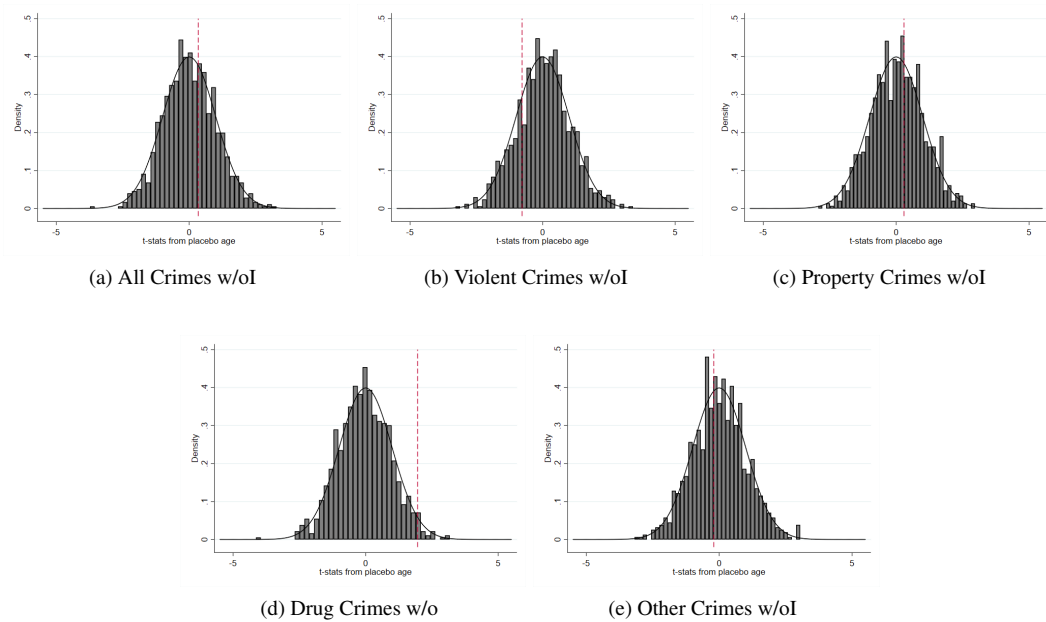 .5
.4
.3
.2
.1
0
Density
-5 0 5
t-stats from placebo age
(a) All Crimes w/oI
.5
.4
.3
.2
.1
0
Density
-5 0 5
t-stats from placebo age
(b) Violent Crimes w/oI
.5
.4
.3
.2
.1
0
Density
-5 0 5
t-stats from placebo age
(c) Property Crimes w/oI
.5
.4
.3
.2
.1
0
Density
-5 0 5
t-stats from placebo age
(d) Drug Crimes w/o
.5
.4
.3
.2
.1
0
Density
-5 0 5
t-stats from placebo age
(e) Other Crimes w/oI